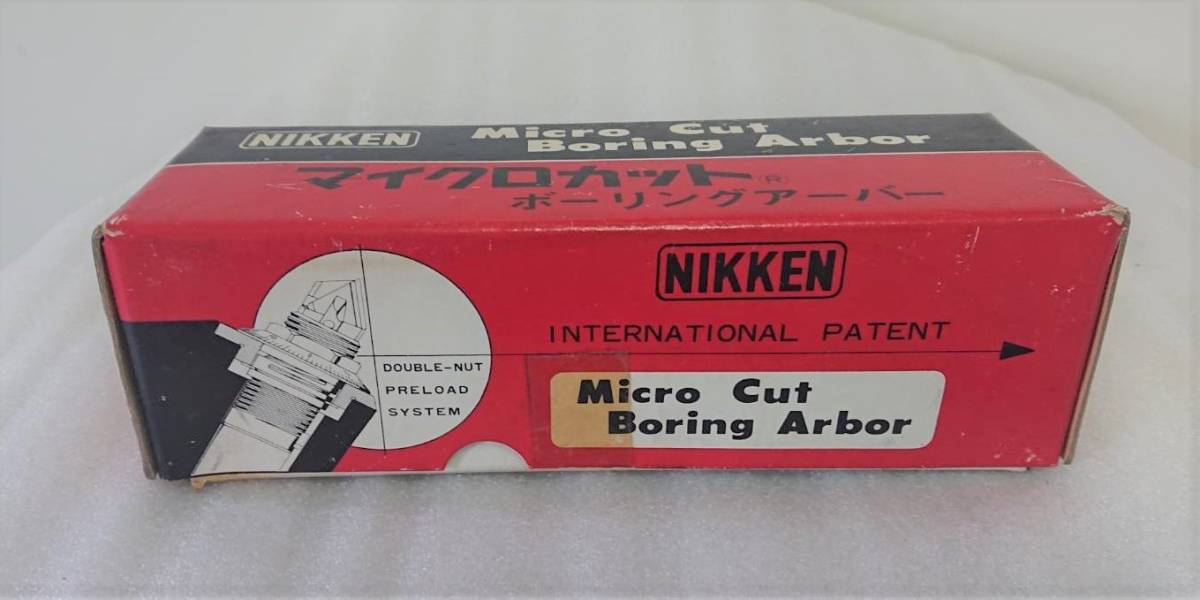 NIKKEN
Micro Cut
Boring Arbor
マイクロカット®
ボーリングアーバー
NIKKEN
INTERNATIONAL PATENT
DOUBLE-NUT
PRELOAD
SYSTEM
Micro Cut
Boring Arbor